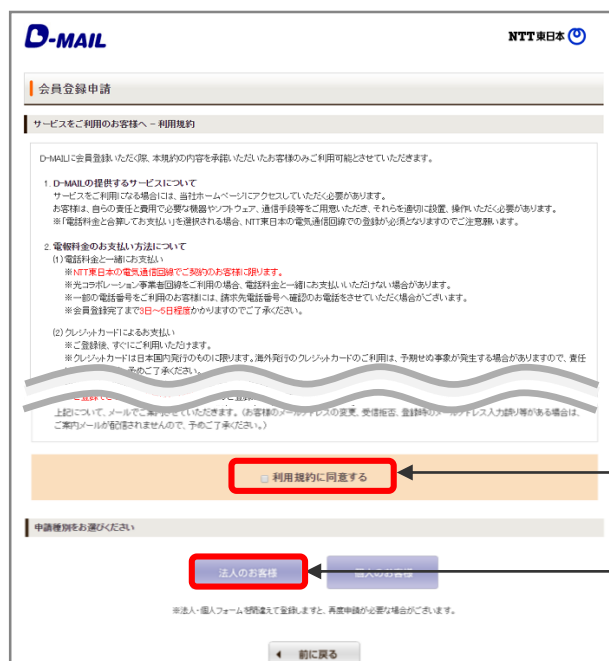 D-MAIL
NTT東日本
会員登録申請
サービスをご利用のお客様へ - 利用規約
D-MAILに会員登録いただく際、本規約の内容を承諾いただいたお客様のみご利用可能とさせていただきます。
1. D-MAILの提供するサービスについて
サービスをご利用になる場合には、当社ホームページにアクセスしていただく必要があります。
お客様は、自らの責任と費用で必要な機器やソフトウェア、通信手段等をご用意いただき、それらを適切に設置、操作いただく必要があります。
※「電話料金と合算してお支払い」を選択される場合、NTT東日本の電気通信回線での登録が必須となりますのでご注意願います。
2. 電報料金のお支払い方法について
(1)電話料金と一緒にお支払い
※NTT東日本の電気通信回線でご契約のお客様に限ります。
※光コラボレーション事業者回線をご利用の場合、電話料金と一緒にお支払いいただけない場合があります。
※一部の電話番号をご利用のお客様には、請求先電話番号へ確認のお電話をさせていただく場合がございます。
※会員登録完了まで3日～5日程度かかりますのでご了承ください。
(2)クレジットカードによるお支払い
※ご登録後、すぐにご利用いただけます。
※クレジットカードは日本国内発行のものに限ります。海外発行のクレジットカードのご利用は、予期せぬ事象が発生する場合がありますので、責任
予めご了承ください。
上記について、メールでご案内させていただきます。(お客様のメールアドレスの変更、受信拒否、登録時のメールアドレス入力誤り等がある場合は、
ご案内メールが配信されませんので、予めご了承ください。)
利用規約に同意する
申請種別をお選びください
法人のお客様
個人のお客様
※法人・個人フォームを間違えて登録しますと、再度申請が必要な場合がございます。
前に戻る